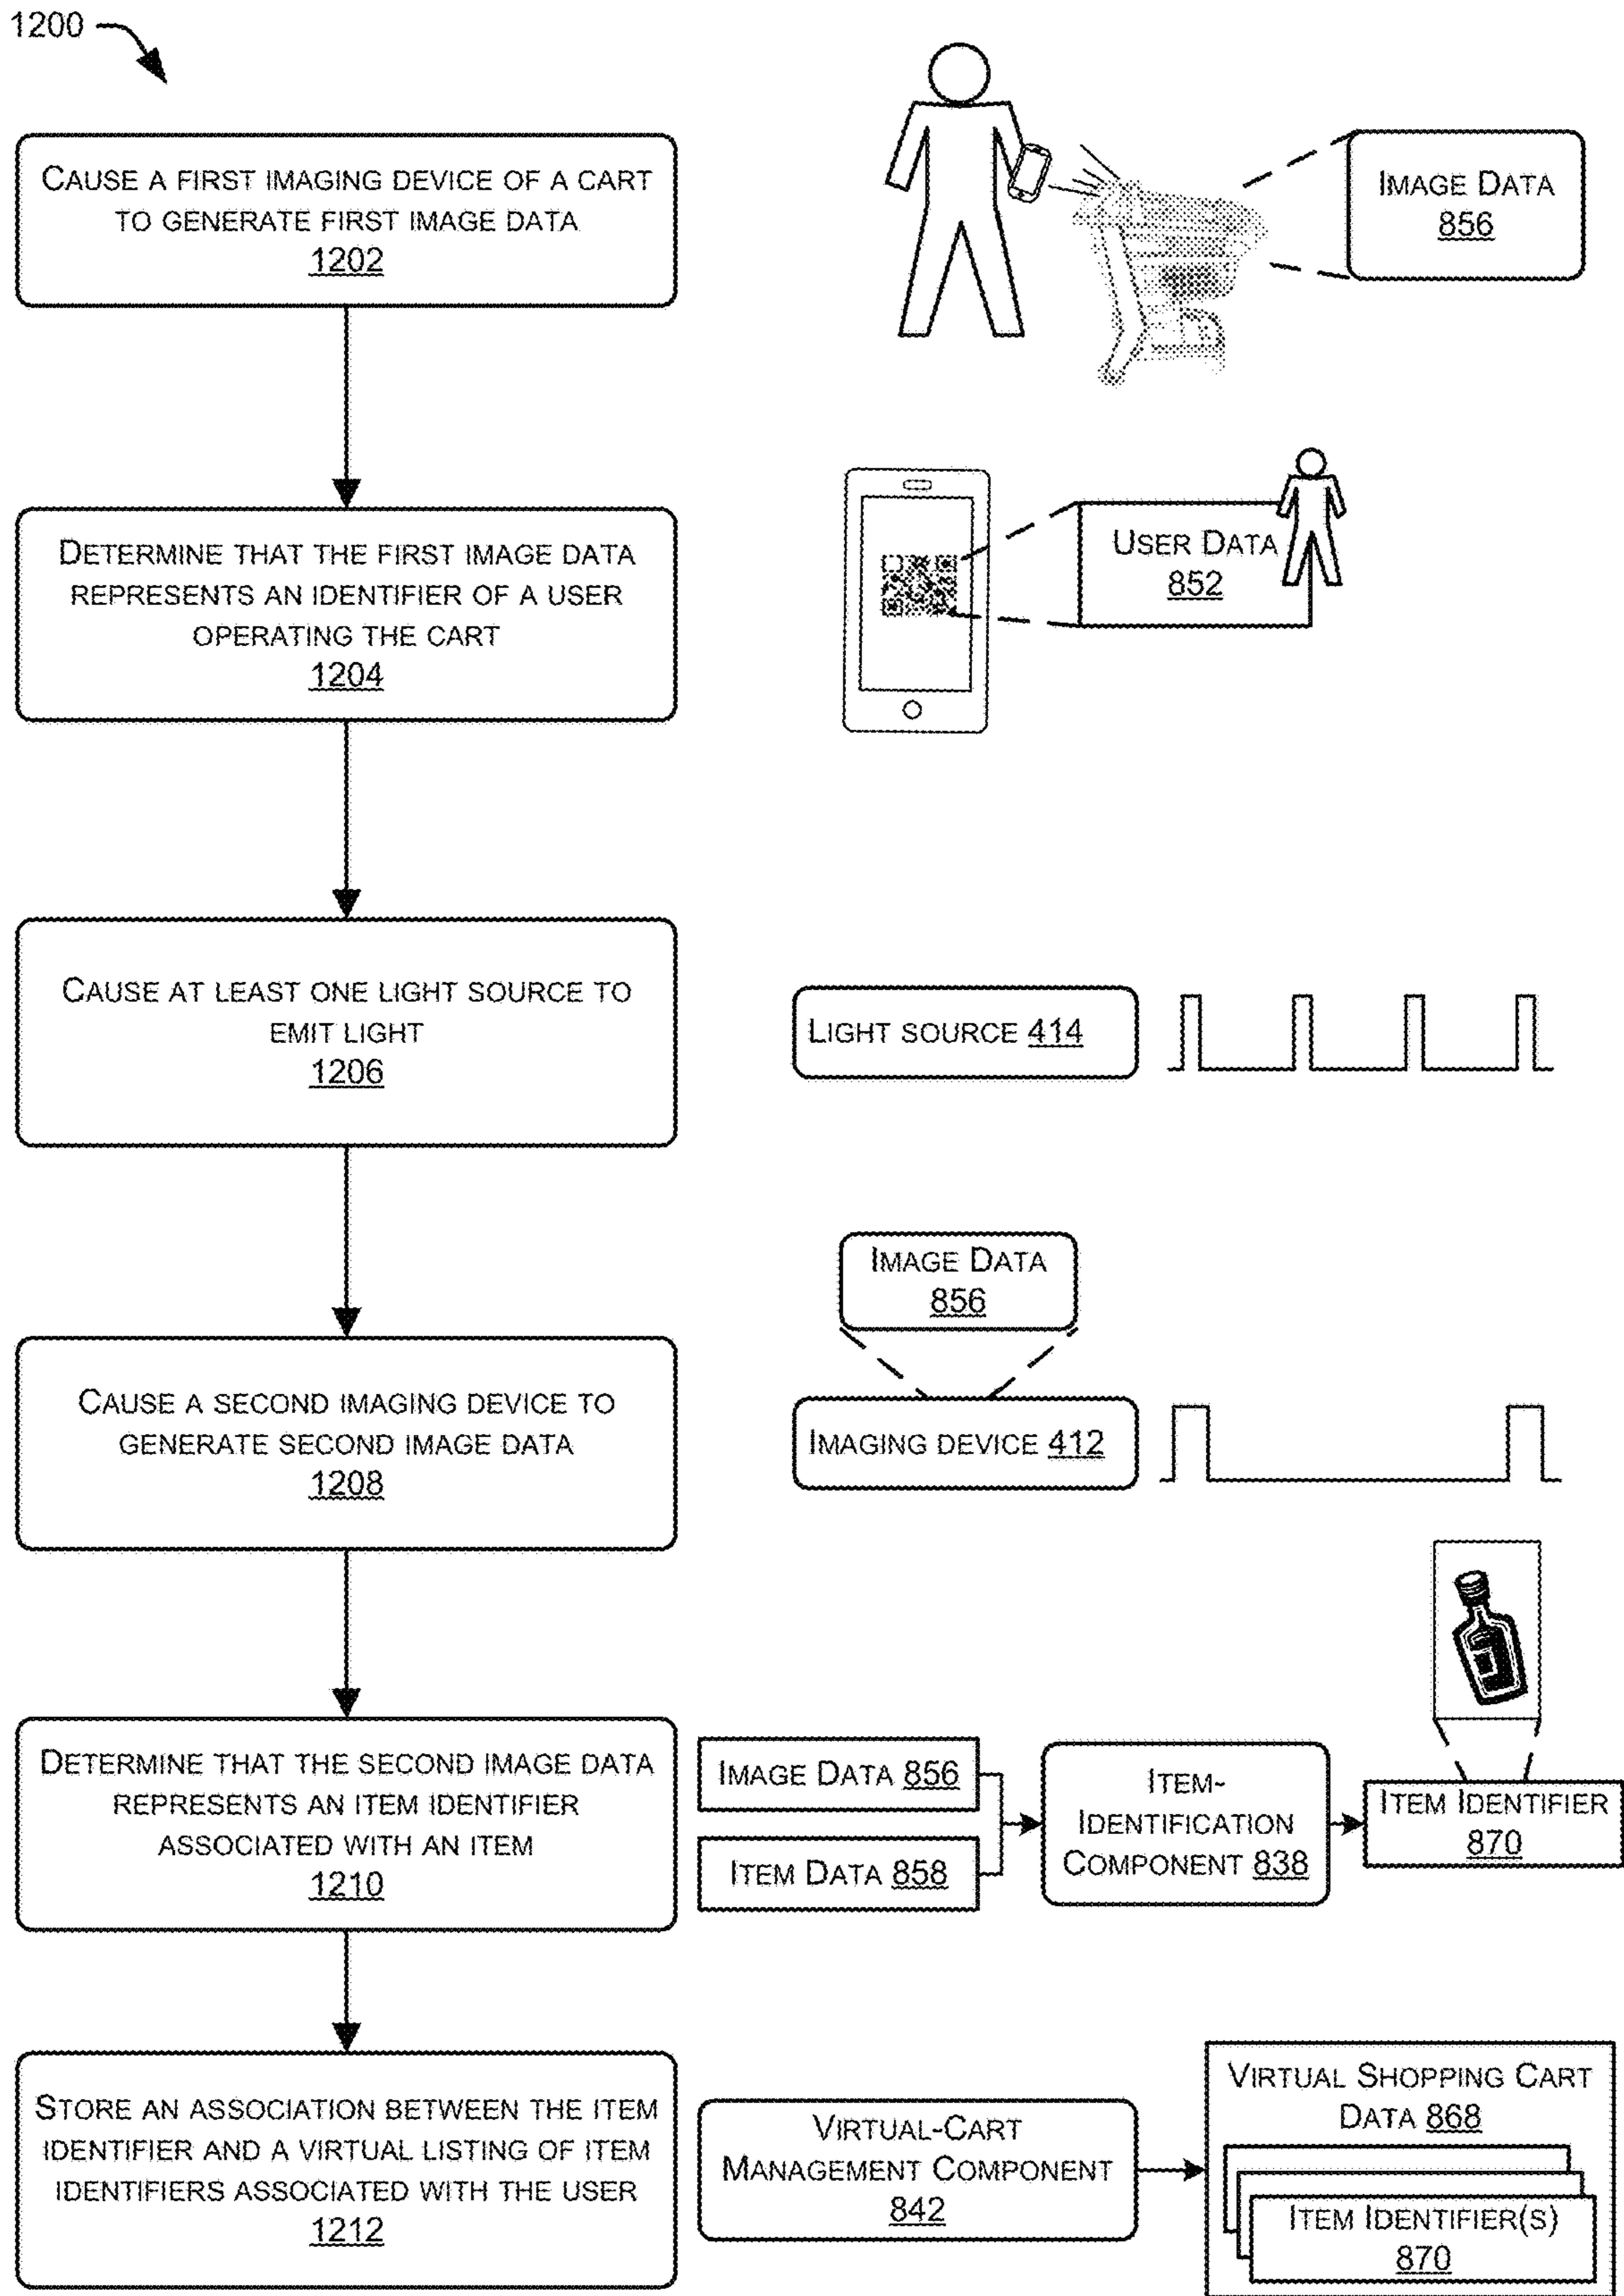 1200
CAUSE A FIRST IMAGING DEVICE OF A CART
TO GENERATE FIRST IMAGE DATA
1202
IMAGE DATA
856
DETERMINE THAT THE FIRST IMAGE DATA
REPRESENTS AN IDENTIFIER OF A USER
OPERATING THE CART
1204
USER DATA
852
CAUSE AT LEAST ONE LIGHT SOURCE TO
EMIT LIGHT
1206
LIGHT SOURCE 414
CAUSE A SECOND IMAGING DEVICE TO
GENERATE SECOND IMAGE DATA
1208
IMAGE DATA
856
IMAGING DEVICE 412
DETERMINE THAT THE SECOND IMAGE DATA
REPRESENTS AN ITEM IDENTIFIER
ASSOCIATED WITH AN ITEM
1210
IMAGE DATA 856
ITEM DATA 858
ITEM-
IDENTIFICATION
COMPONENT 838
ITEM IDENTIFIER
870
STORE AN ASSOCIATION BETWEEN THE ITEM
IDENTIFIER AND A VIRTUAL LISTING OF ITEM
IDENTIFIERS ASSOCIATED WITH THE USER
1212
VIRTUAL-CART
MANAGEMENT COMPONENT
842
VIRTUAL SHOPPING CART
DATA 868
ITEM IDENTIFIER(S)
870